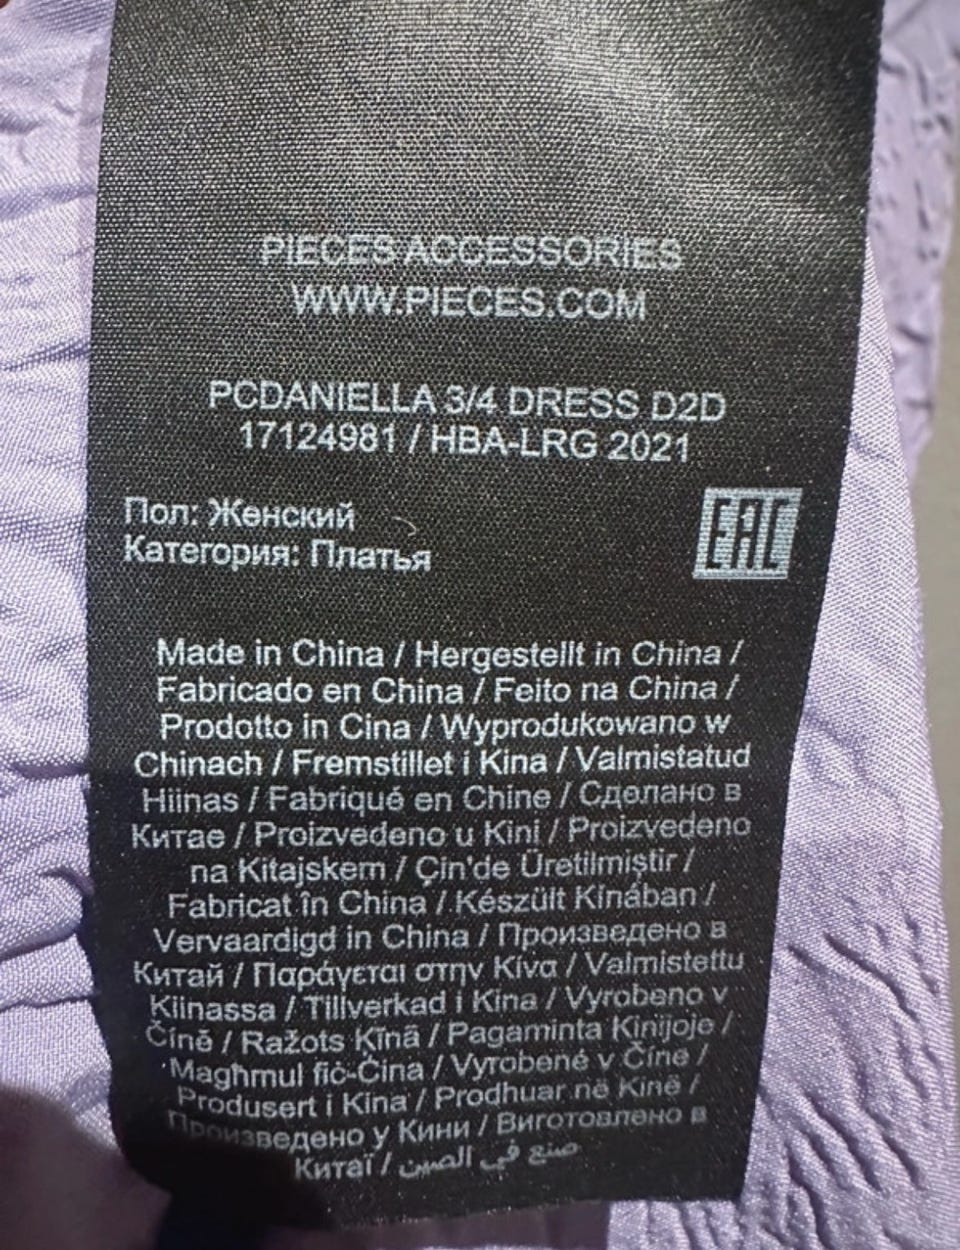 PIECES ACCESSORIES
WWW.PIECES.COM
PCDANIELLA 3/4 DRESS D2D
17124981 / HBA-LRG 2021
Пол: Женский
Категория: Платья
EAC
Made in China / Hergestellt in China /
Fabricado en China / Feito na China /
Prodotto in Cina / Wyprodukowano w
Chinach / Fremstillet i Kina / Valmistatud
Hiinas / Fabriqué en Chine / Сделано в
Китае / Proizvedeno u Kini / Proizvedeno
na Kitajskem / Çin'de Üretilmiştir /
Fabricat în China / Készült Kínában /
Vervaardigd in China / Произведено в
Китай / Παράγεται στην Κίνα / Valmistettu
Kiinassa / Tillverkad i Kina / Vyrobeno v
Číně / Ražots Ķīnā / Pagaminta Kinijoje /
Magħmul fiċ-Ċina / Vyrobené v Číne /
Produsert i Kina / Prodhuar në Kinë /
Произведено у Кини / Виготовлено в
Китаї / صنع في الصين